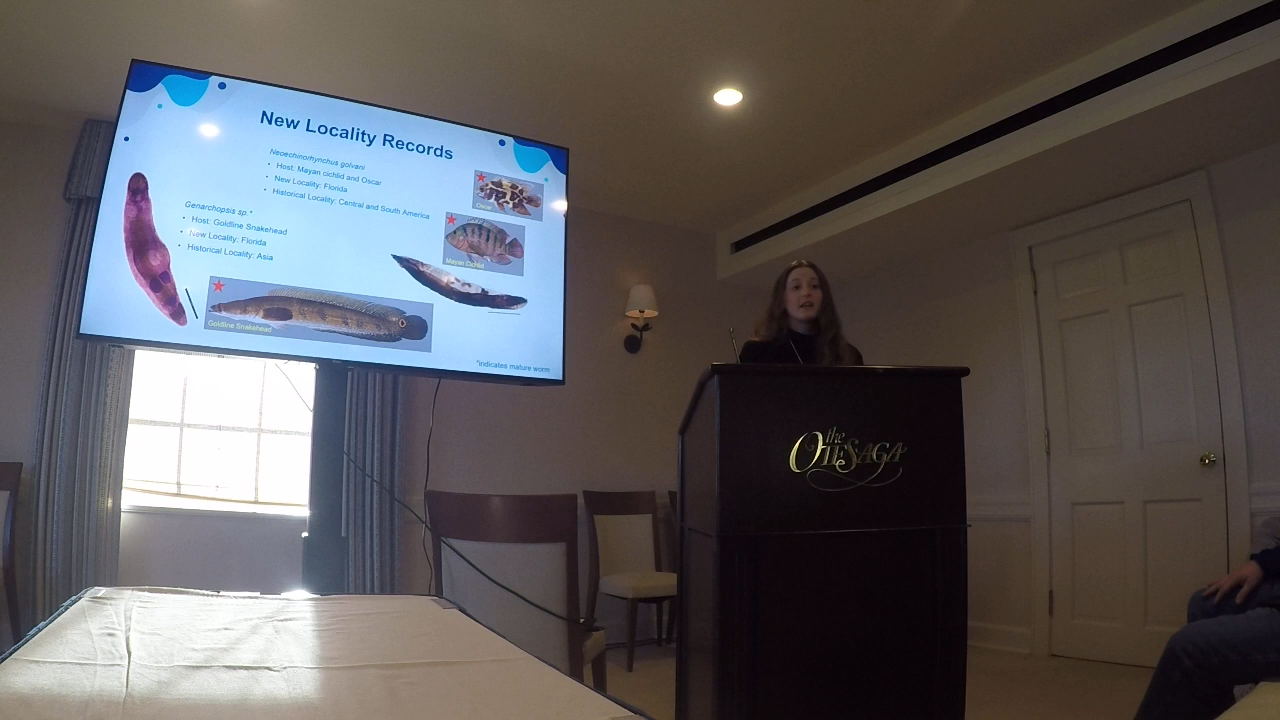 New Locality Records
Neoechinorhynchus golvani
• Host: Mayan cichlid and Oscar
• New Locality: Florida
• Historical Locality: Central and South America
Genarchopsis sp.*
• Host: Goldline Snakehead
• New Locality: Florida
• Historical Locality: Asia
Oscar
Mayan Cichlid
Goldline Snakehead
*indicates mature worm
the
OTESAGA